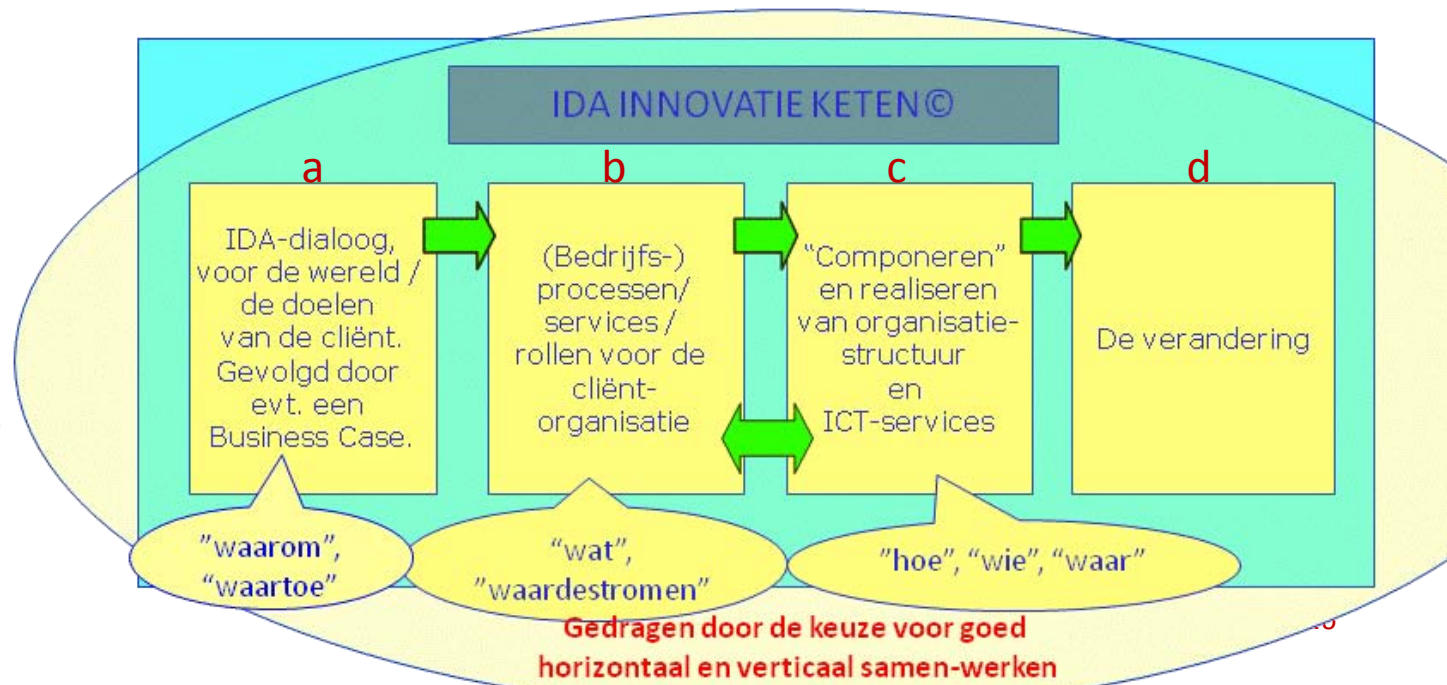 IDA INNOVATIE KETEN©
a
b
c
d
IDA-dialoog,
voor de wereld /
de doelen
van de cliënt.
Gevolgd door
evt. een
Business Case.
(Bedrijfs-)
processen/
services /
rollen voor de
cliënt-
organisatie
“Componeren”
en realiseren
van organisatie-
structuur
en
ICT-services
De verandering
”waarom”,
“waartoe”
“wat”,
”waardestromen”
”hoe”, “wie”, “waar”
Gedragen door de keuze voor goed
horizontaal en verticaal samen-werken